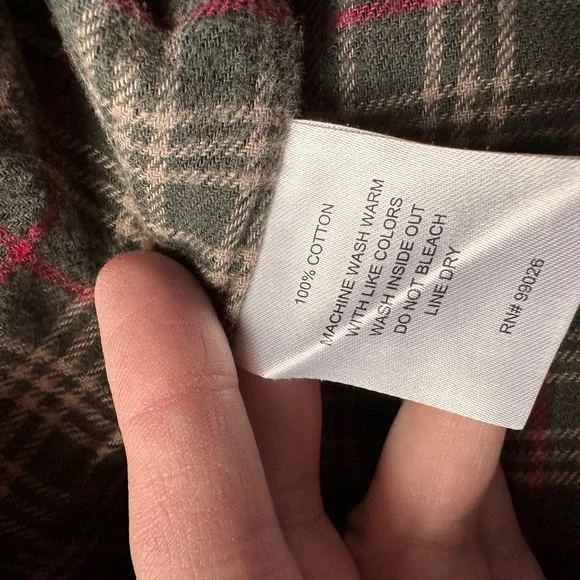 100% COTTON
MACHINE WASH WARM
WITH LIKE COLORS
WASH INSIDE OUT
DO NOT BLEACH
LINE DRY
RN# 99026